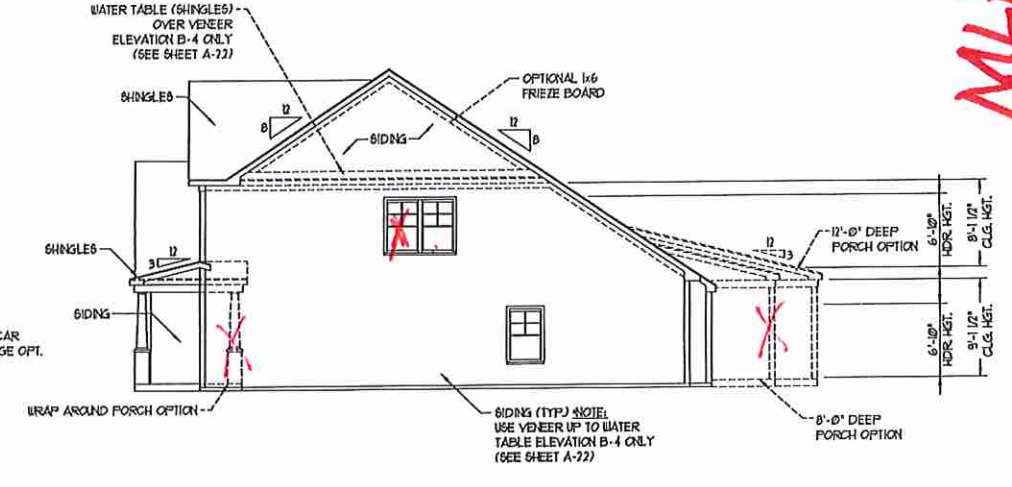 WATER TABLE (SHINGLES)
OVER VENEER
ELEVATION B-4 ONLY
(SEE SHEET A-22)
OPTIONAL 1x6
FRIEZE BOARD
SHINGLES
12
8
SIDING
12
8
SHINGLES
12
3
12
3
12'-0" DEEP
PORCH OPTION
6'-10"
HDR. HGT.
8'-1 1/2"
CLG. HGT.
SIDING
CAR
GE OPT.
6'-10"
HDR. HGT.
9'-1 1/2"
CLG. HGT.
WRAP AROUND PORCH OPTION
SIDING (TYP.) NOTE:
USE VENEER UP TO WATER
TABLE ELEVATION B-4 ONLY
(SEE SHEET A-22)
8'-0" DEEP
PORCH OPTION